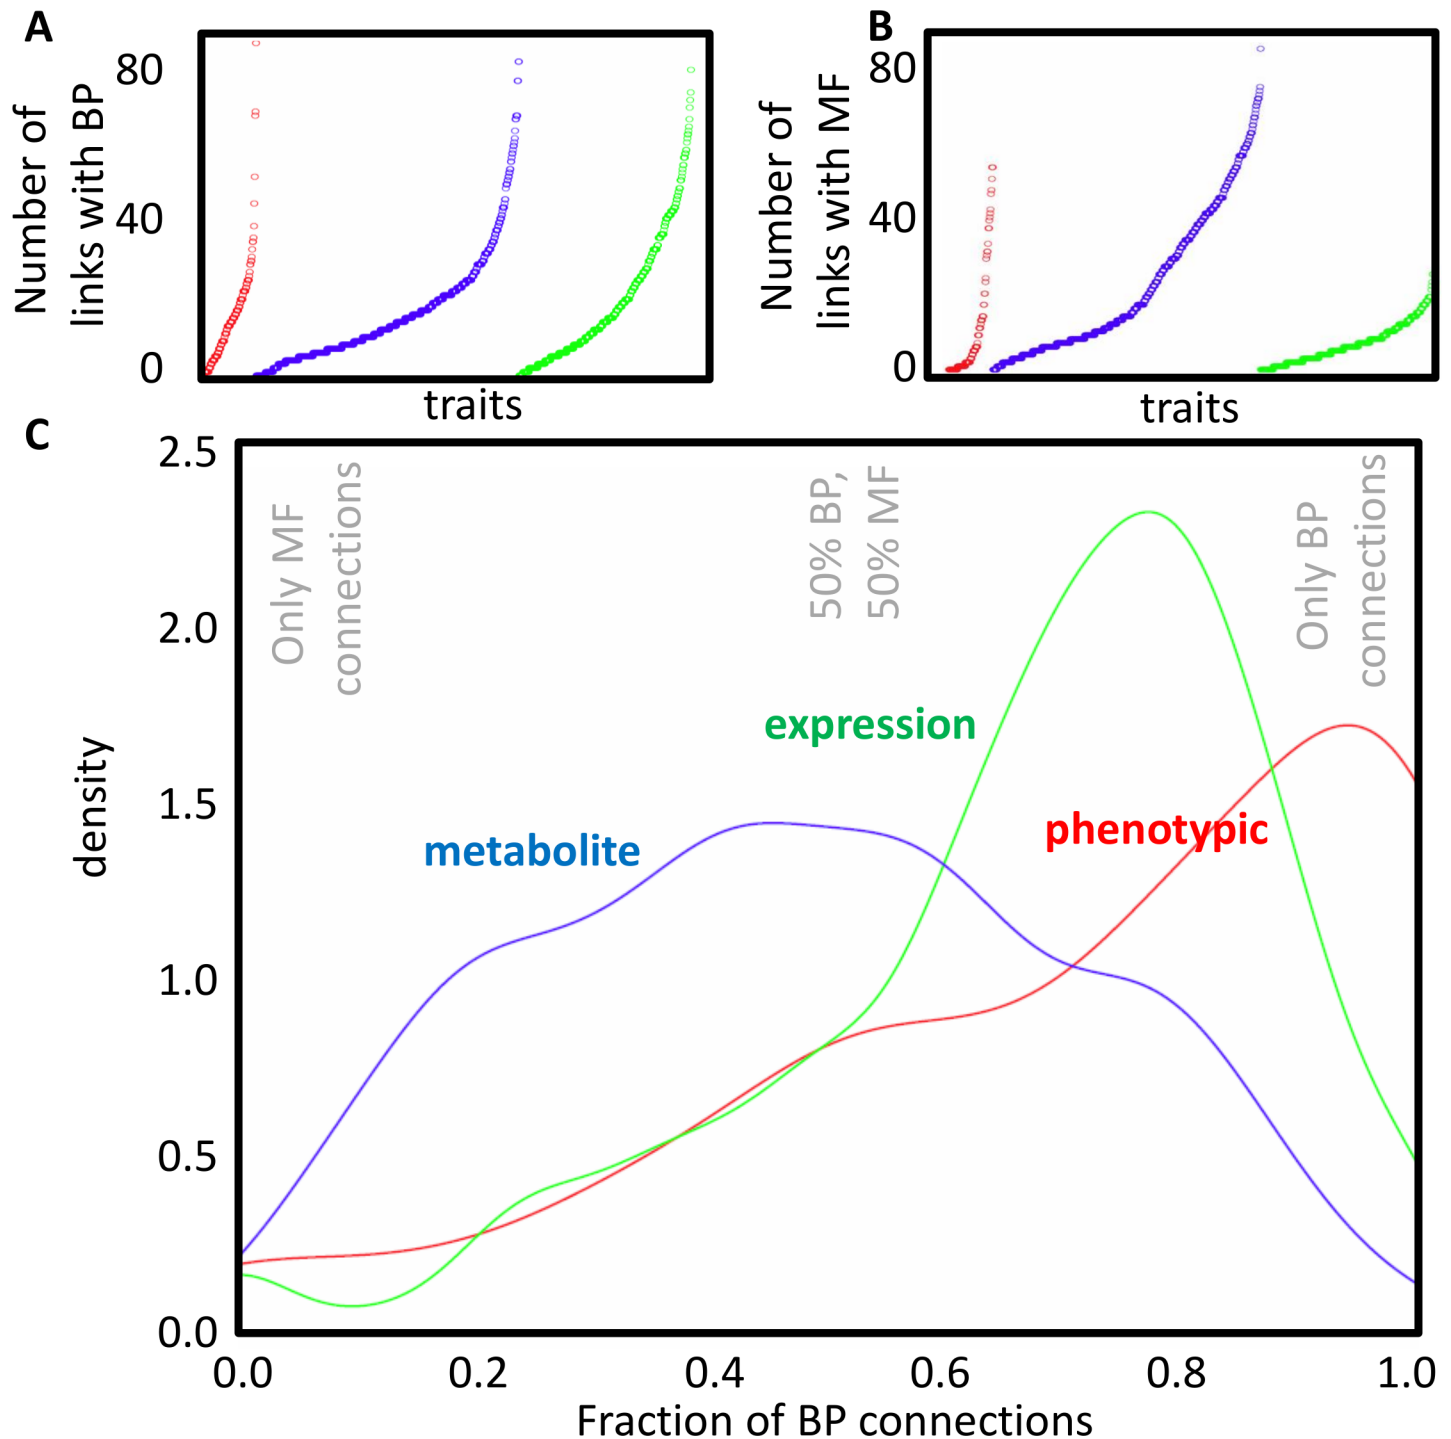 A
Number of
links with BP
80
40
0
traits
B
Number of
links with MF
80
40
0
traits
C
2.5
2.0
1.5
1.0
0.5
0.0
density
Only MF
connections
50% BP,
50% MF
Only BP
connections
expression
metabolite
phenotypic
0.0 0.2 0.4 0.6 0.8 1.0
Fraction of BP connections